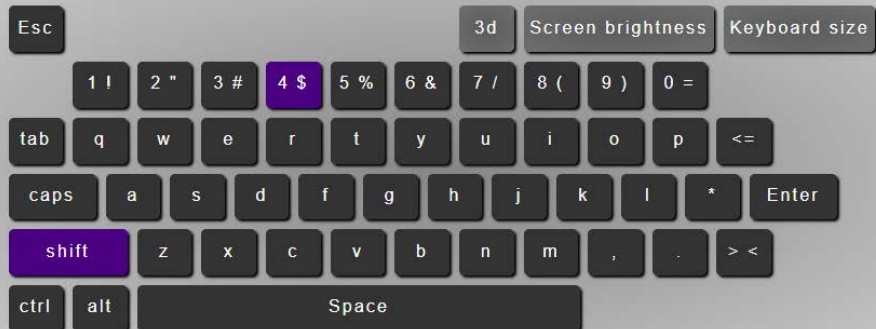 Esc 3d Screen brightness Keyboard size
1 ! 2 " 3 # 4 $ 5 % 6 & 7 / 8 ( 9 ) 0 =
tab q w e r t y u i o p <=
caps a s d f g h j k l * Enter
shift z x c v b n m , . > <
ctrl alt Space